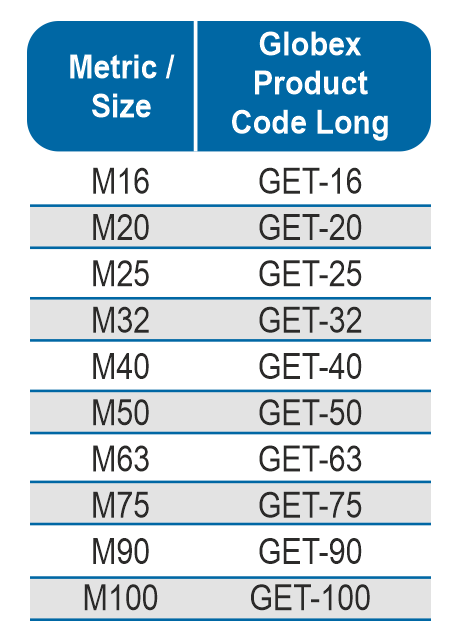 Metric /
Size
Globex
Product
Code Long
M16 GET-16
M20 GET-20
M25 GET-25
M32 GET-32
M40 GET-40
M50 GET-50
M63 GET-63
M75 GET-75
M90 GET-90
M100 GET-100